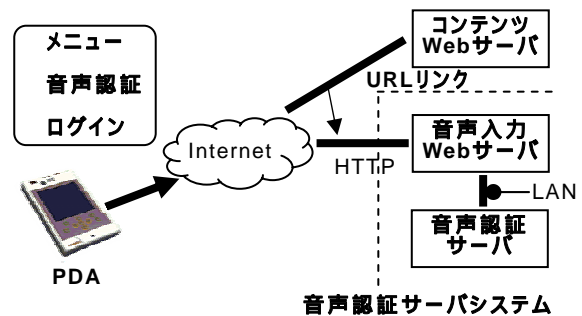 メニュー
音声認証
ログイン
コンテンツ
Webサーバ
URLリンク
Internet
HTTP
音声入力
Webサーバ
LAN
音声認証
サーバ
PDA
音声認証サーバシステム